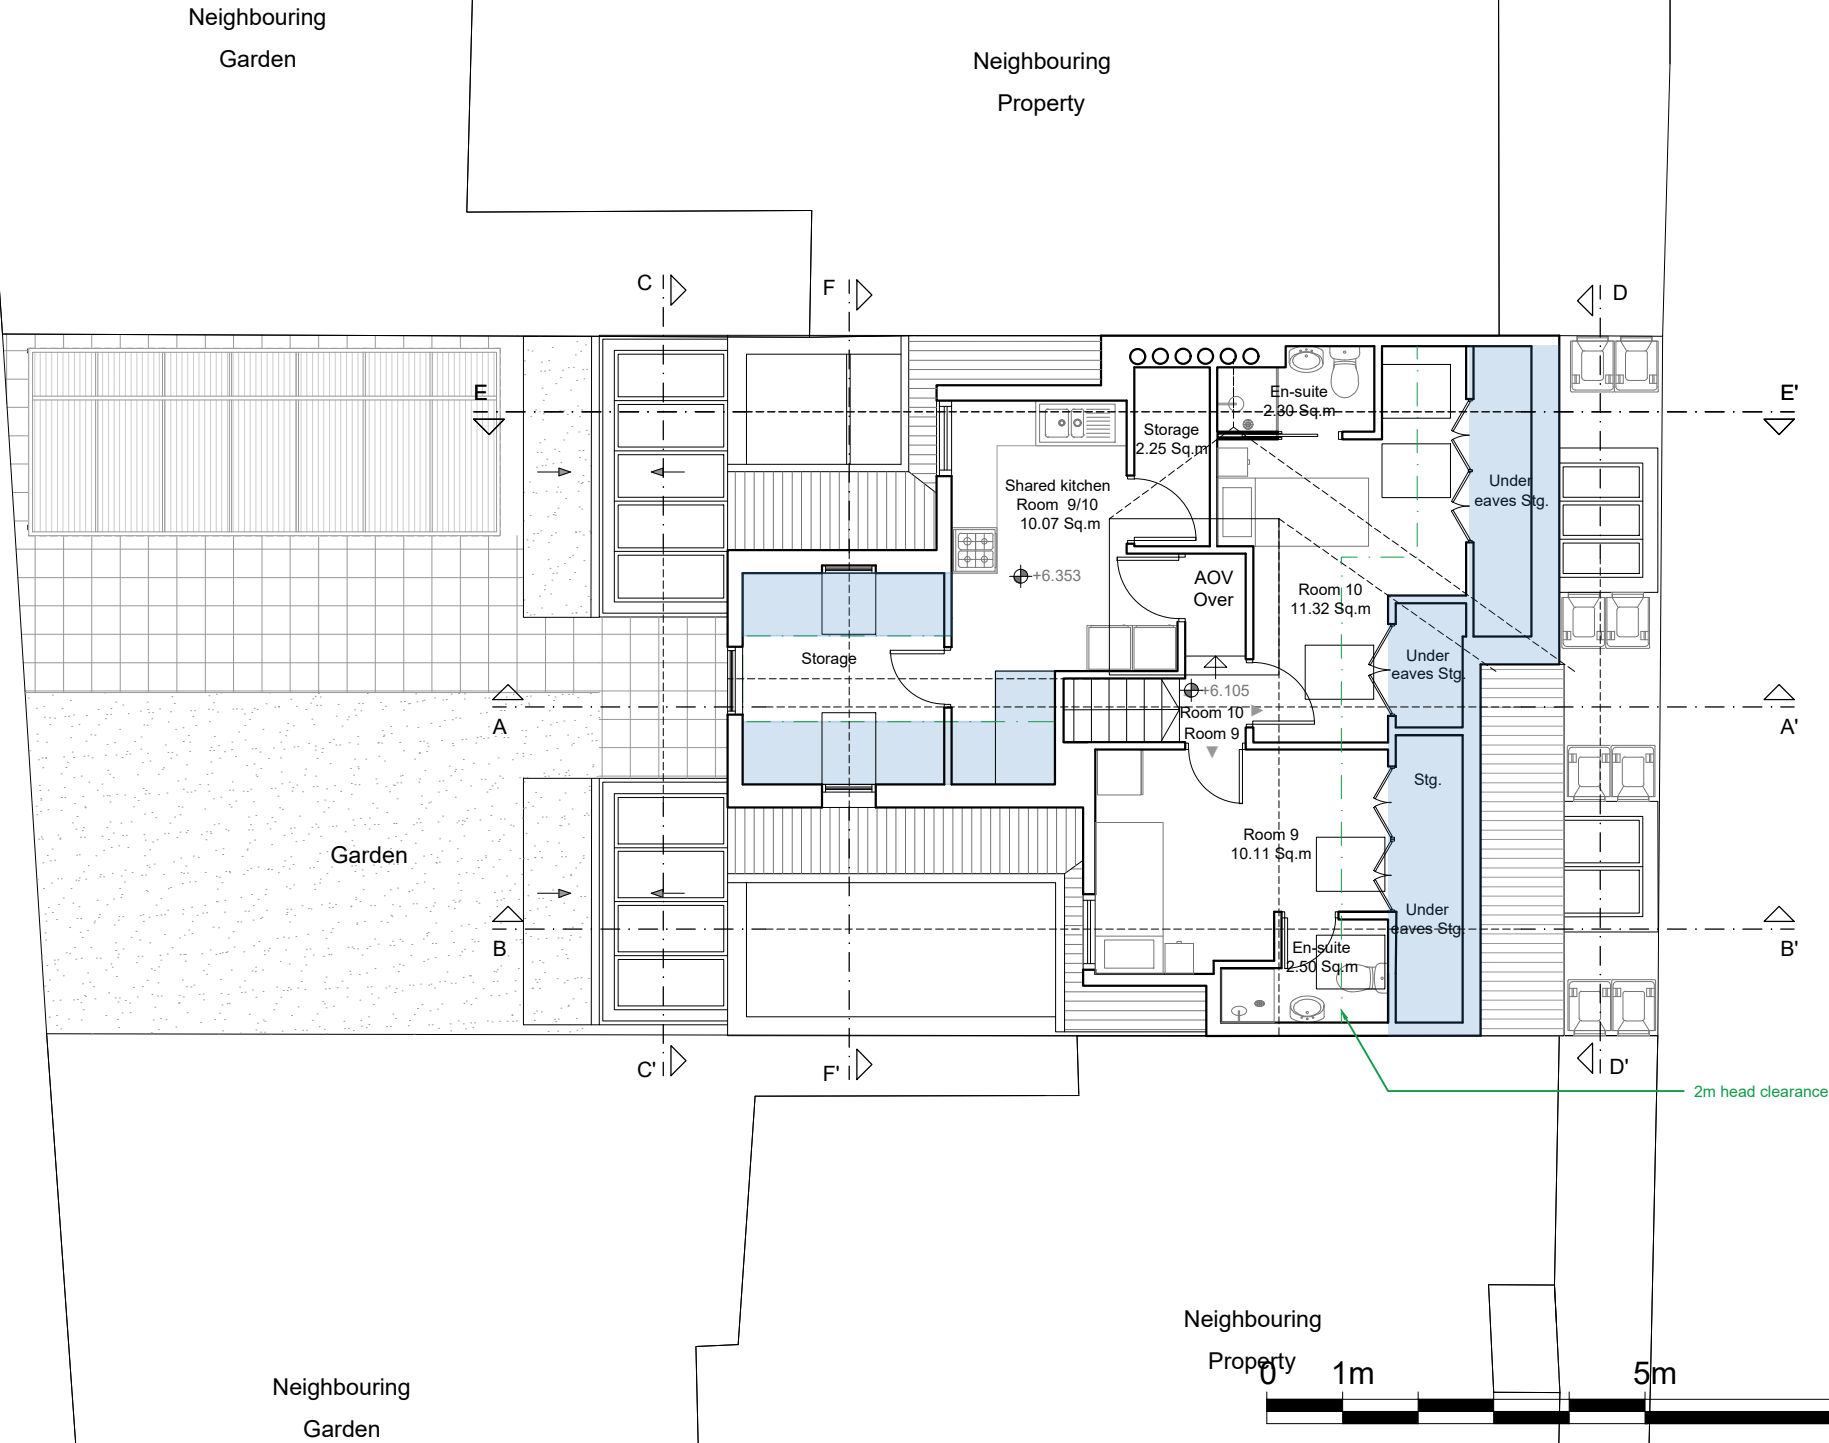 Neighbouring
Garden
Neighbouring
Property
C
F
D
E
E'
En-suite
2.30 Sq.m
Storage
2.25 Sq.m
Shared kitchen
Room 9/10
10.07 Sq.m
Under
eaves Stg.
+6.353
AOV
Over
Room 10
11.32 Sq.m
Storage
Under
eaves Stg.
+6.105
Room 10
Room 9
A
A'
Stg.
Room 9
10.11 Sq.m
Garden
Under
eaves Stg.
En-suite
2.50 Sq.m
B
B'
C'
F'
D'
2m head clearance
Neighbouring
Property
0 1m 5m
Neighbouring
Garden